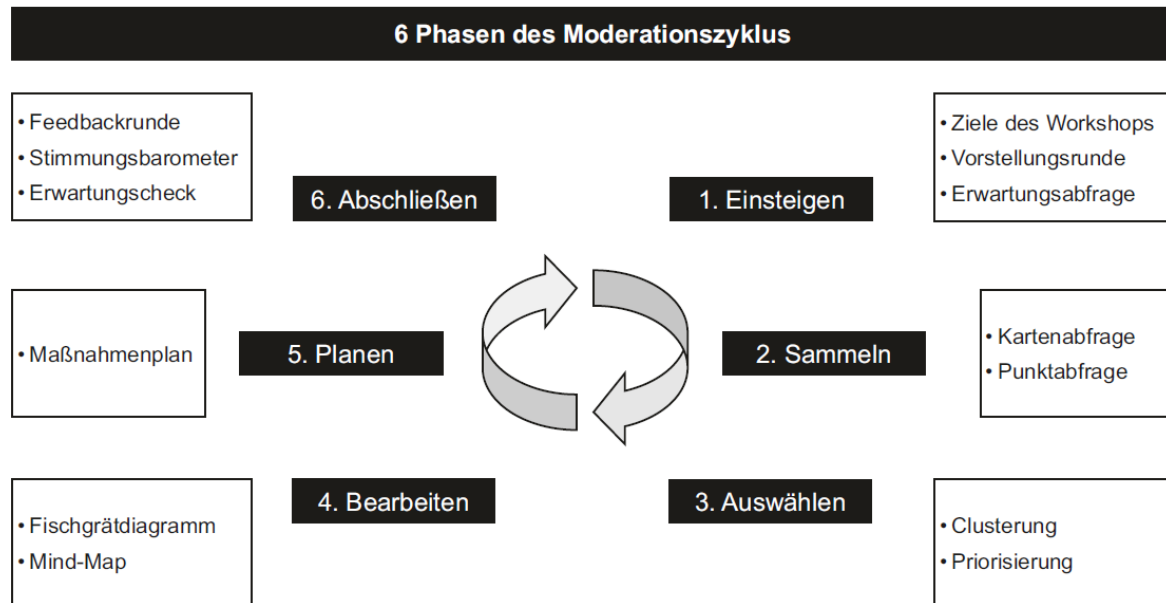 6 Phasen des Moderationszyklus
• Feedbackrunde
• Stimmungsbarometer
• Erwartungscheck
6. Abschließen
1. Einsteigen
• Ziele des Workshops
• Vorstellungsrunde
• Erwartungsabfrage
• Maßnahmenplan
5. Planen
2. Sammeln
• Kartenabfrage
• Punktabfrage
4. Bearbeiten
3. Auswählen
• Fischgrätdiagramm
• Mind-Map
• Clusterung
• Priorisierung